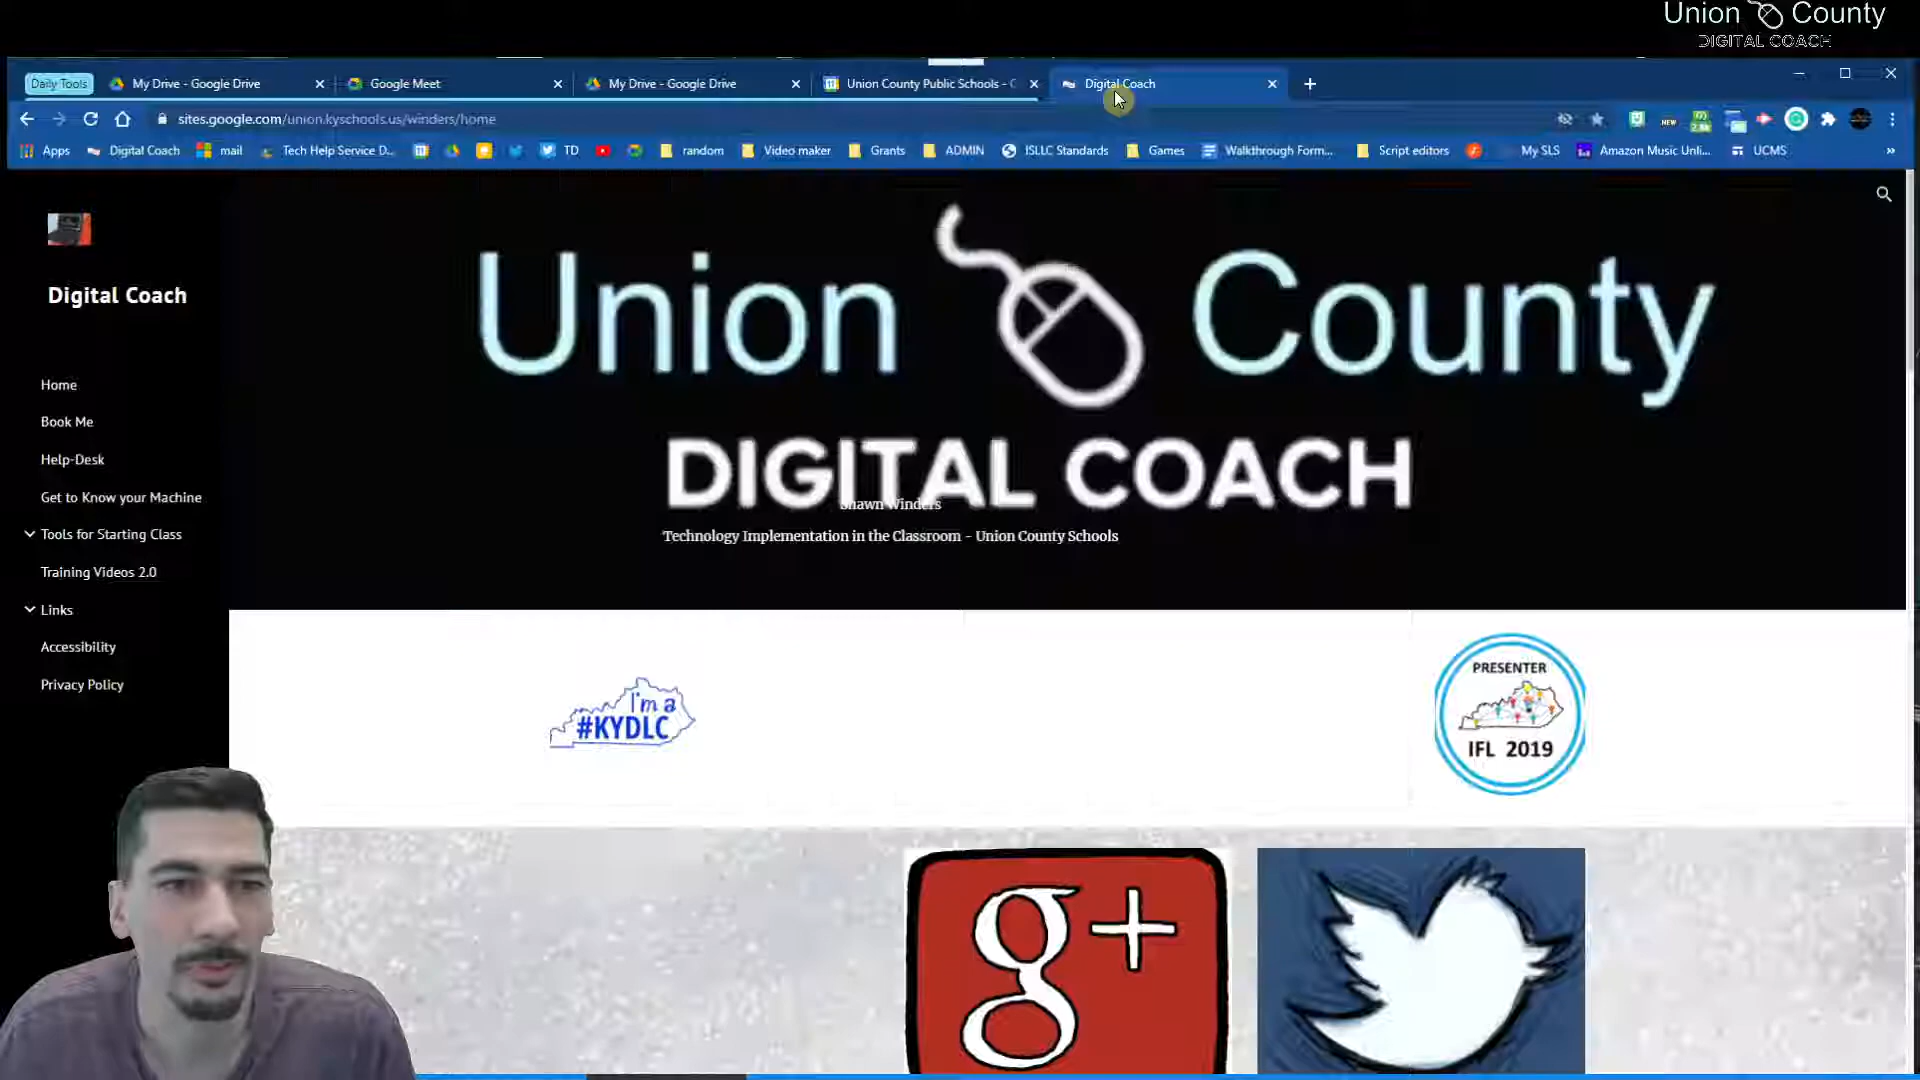 Union County
DIGITAL COACH
Daily Tools
My Drive - Google Drive
Google Meet
My Drive - Google Drive
Union County Public Schools - C
Digital Coach
sites.google.com/union.kyschools.us/winders/home
NEW
Apps
Digital Coach
mail
Tech Help Service D...
TD
random
Video maker
Grants
ADMIN
ISLLC Standards
Games
Walkthrough Form...
Script editors
My SLS
Amazon Music Unli...
UCMS
»
Digital Coach
Home
Book Me
Help-Desk
Get to Know your Machine
Tools for Starting Class
Training Videos 2.0
Links
Accessibility
Privacy Policy
Union County
DIGITAL COACH
Shawn Winders
Technology Implementation in the Classroom - Union County Schools
I'm a
#KYDLC
PRESENTER
IFL 2019
g+